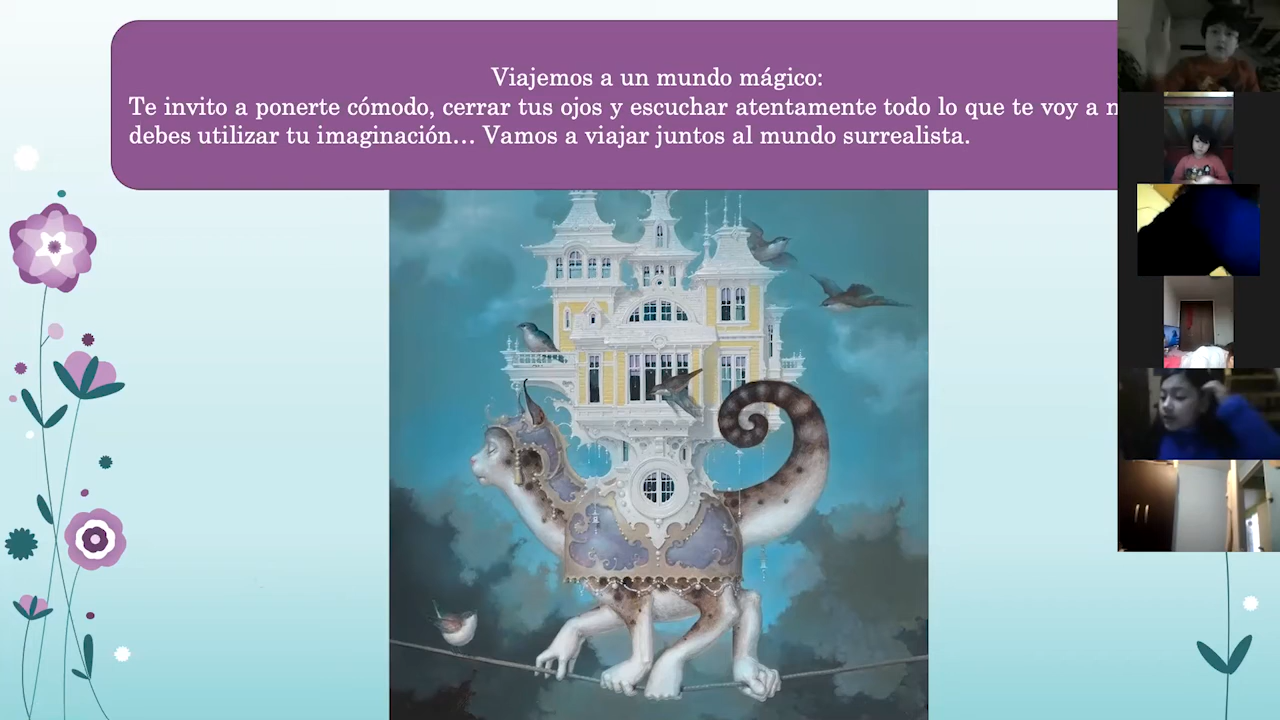 Viajemos a un mundo mágico:
Te invito a ponerte cómodo, cerrar tus ojos y escuchar atentamente todo lo que te voy a
debes utilizar tu imaginación… Vamos a viajar juntos al mundo surrealista.